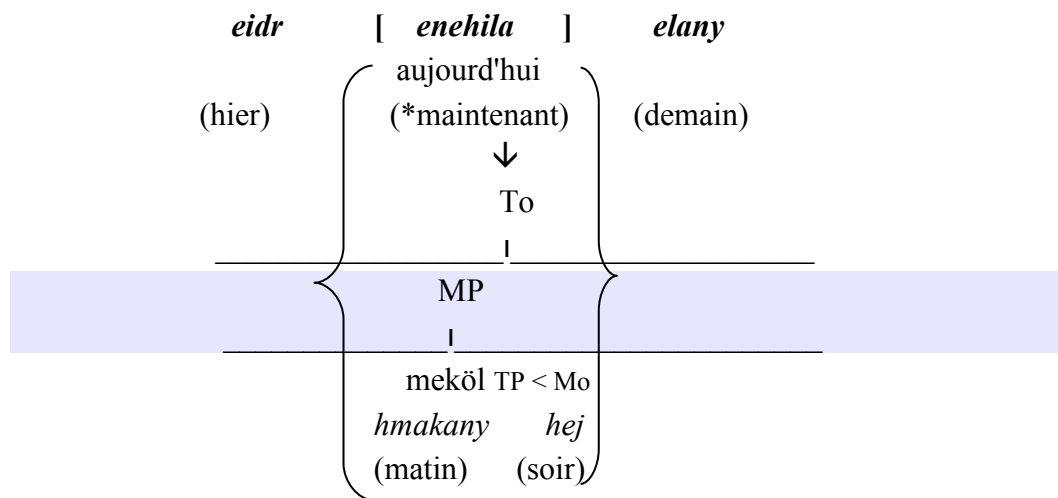 eidr [ enehila ] elany
aujourd'hui
(hier) (*maintenant) (demain)
To
MP
meköl TP < Mo
hmakany hej
(matin) (soir)